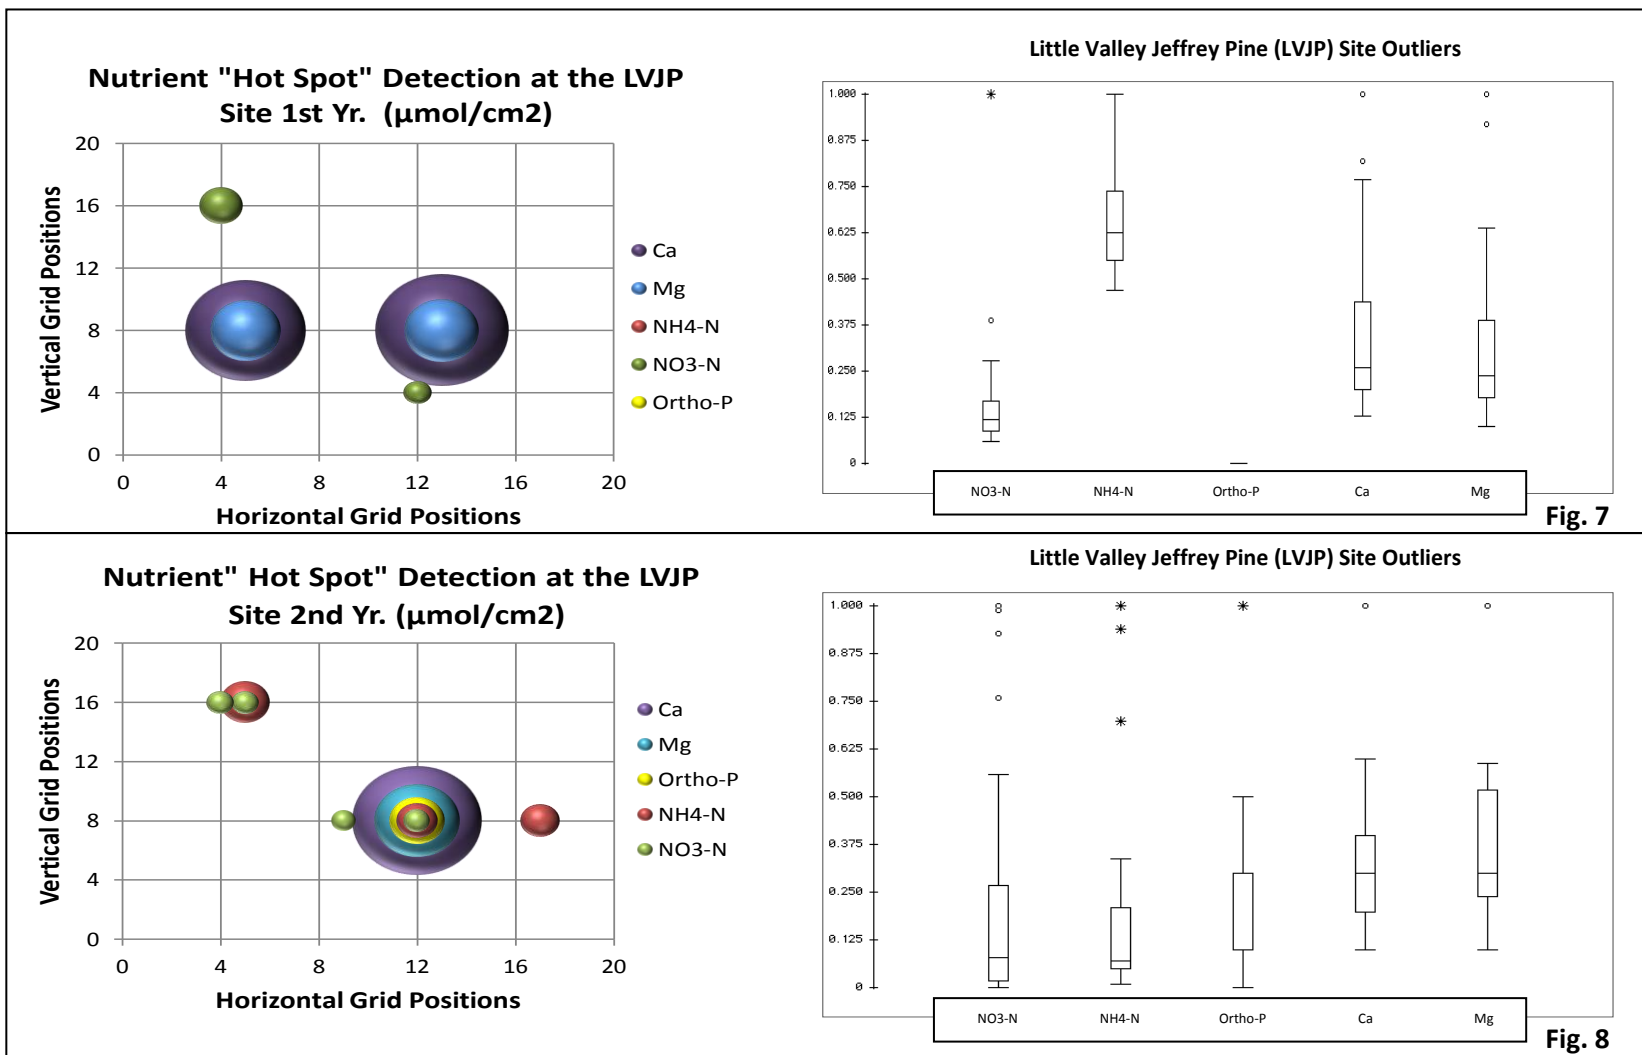 Nutrient "Hot Spot" Detection at the LVJP
Site 1st Yr.  (µmol/cm2)
Vertical Grid Positions
20
16
12
8
4
0
0 4 8 12 16 20
Horizontal Grid Positions
Ca
Mg
NH4-N
NO3-N
Ortho-P
Little Valley Jeffrey Pine (LVJP) Site Outliers
1.000
0.875
0.750
0.625
0.500
0.375
0.250
0.125
0
NO3-N NH4-N Ortho-P Ca Mg
Fig. 7
Nutrient" Hot Spot" Detection at the LVJP
Site 2nd Yr. (µmol/cm2)
Vertical Grid Positions
20
16
12
8
4
0
0 4 8 12 16 20
Horizontal Grid Positions
Ca
Mg
Ortho-P
NH4-N
NO3-N
Little Valley Jeffrey Pine (LVJP) Site Outliers
1.000
0.875
0.750
0.625
0.500
0.375
0.250
0.125
0
NO3-N NH4-N Ortho-P Ca Mg
Fig. 8